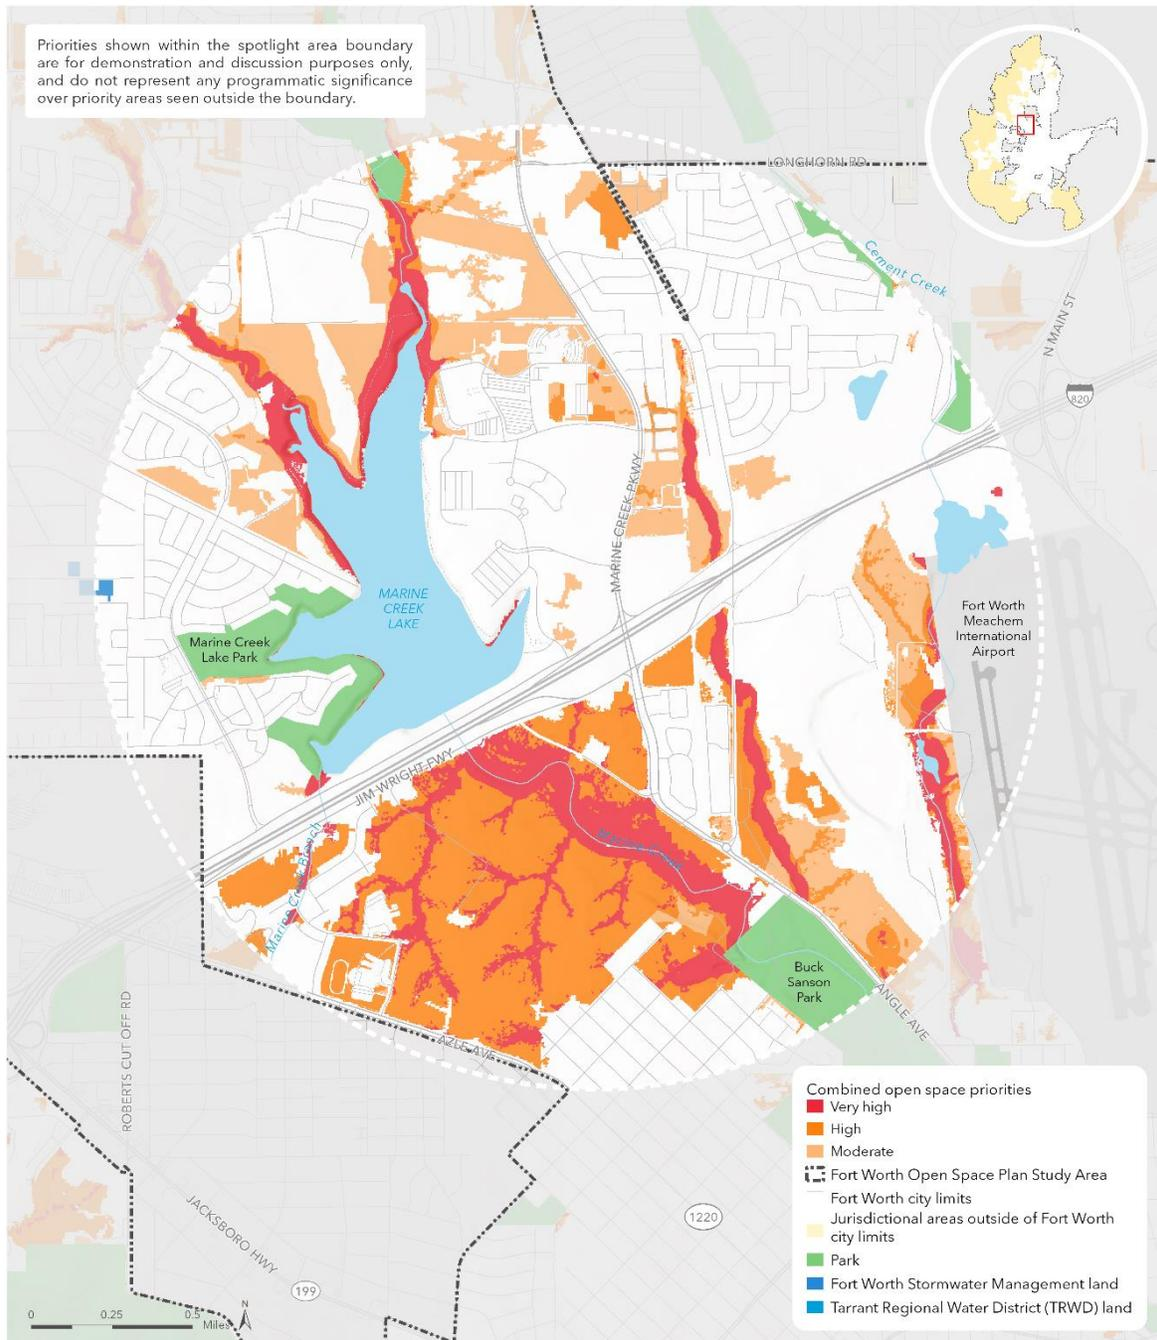 Priorities shown within the spotlight area boundary
are for demonstration and discussion purposes only,
and do not represent any programmatic significance
over priority areas seen outside the boundary.
LONGHORN RD
Cement Creek
N MAIN ST
820
MARINE CREEK PKWY
MARINE
CREEK
LAKE
Marine Creek
Lake Park
Fort Worth
Meachem
International
Airport
JIM WRIGHT FWY
Marine Creek
Marine Creek Branch
Buck
Sanson
Park
ANGLE AVE
AZLE AVE
ROBERTS CUT OFF RD
JACKSBORO HWY
199
1220
Combined open space priorities
Very high
High
Moderate
Fort Worth Open Space Plan Study Area
Fort Worth city limits
Jurisdictional areas outside of Fort Worth
city limits
Park
Fort Worth Stormwater Management land
Tarrant Regional Water District (TRWD) land
0 0.25 0.5
Miles
N